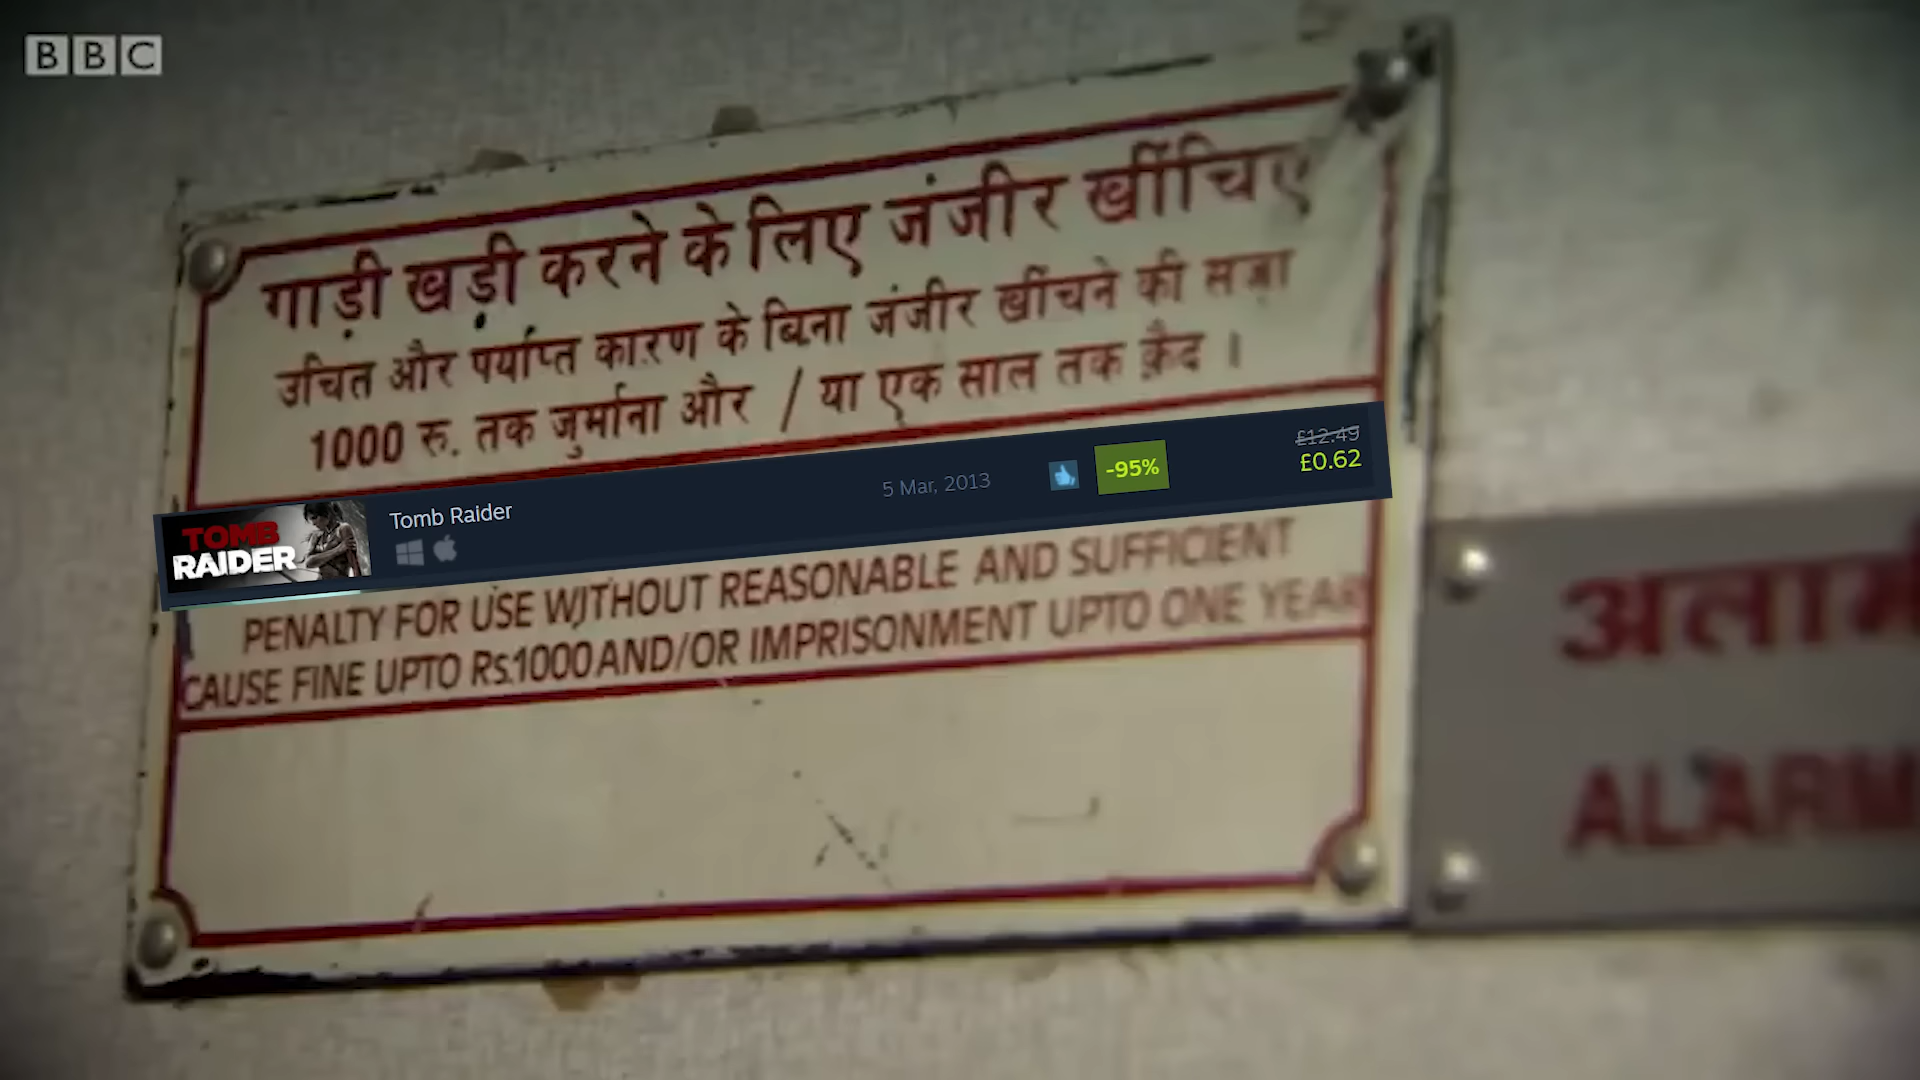 BBC
गाड़ी खड़ी करने के लिए जंजीर खींचिए
उचित और पर्याप्त कारण के बिना जंजीर खींचने की सज़ा
1000 रु. तक जुर्माना और / या एक साल तक क़ैद ।
TOMB RAIDER
Tomb Raider
5 Mar, 2013
-95%
£12.49
£0.62
PENALTY FOR USE WITHOUT REASONABLE AND SUFFICIENT
CAUSE FINE UPTO Rs.1000 AND/OR IMPRISONMENT UPTO ONE YEAR
ALARM